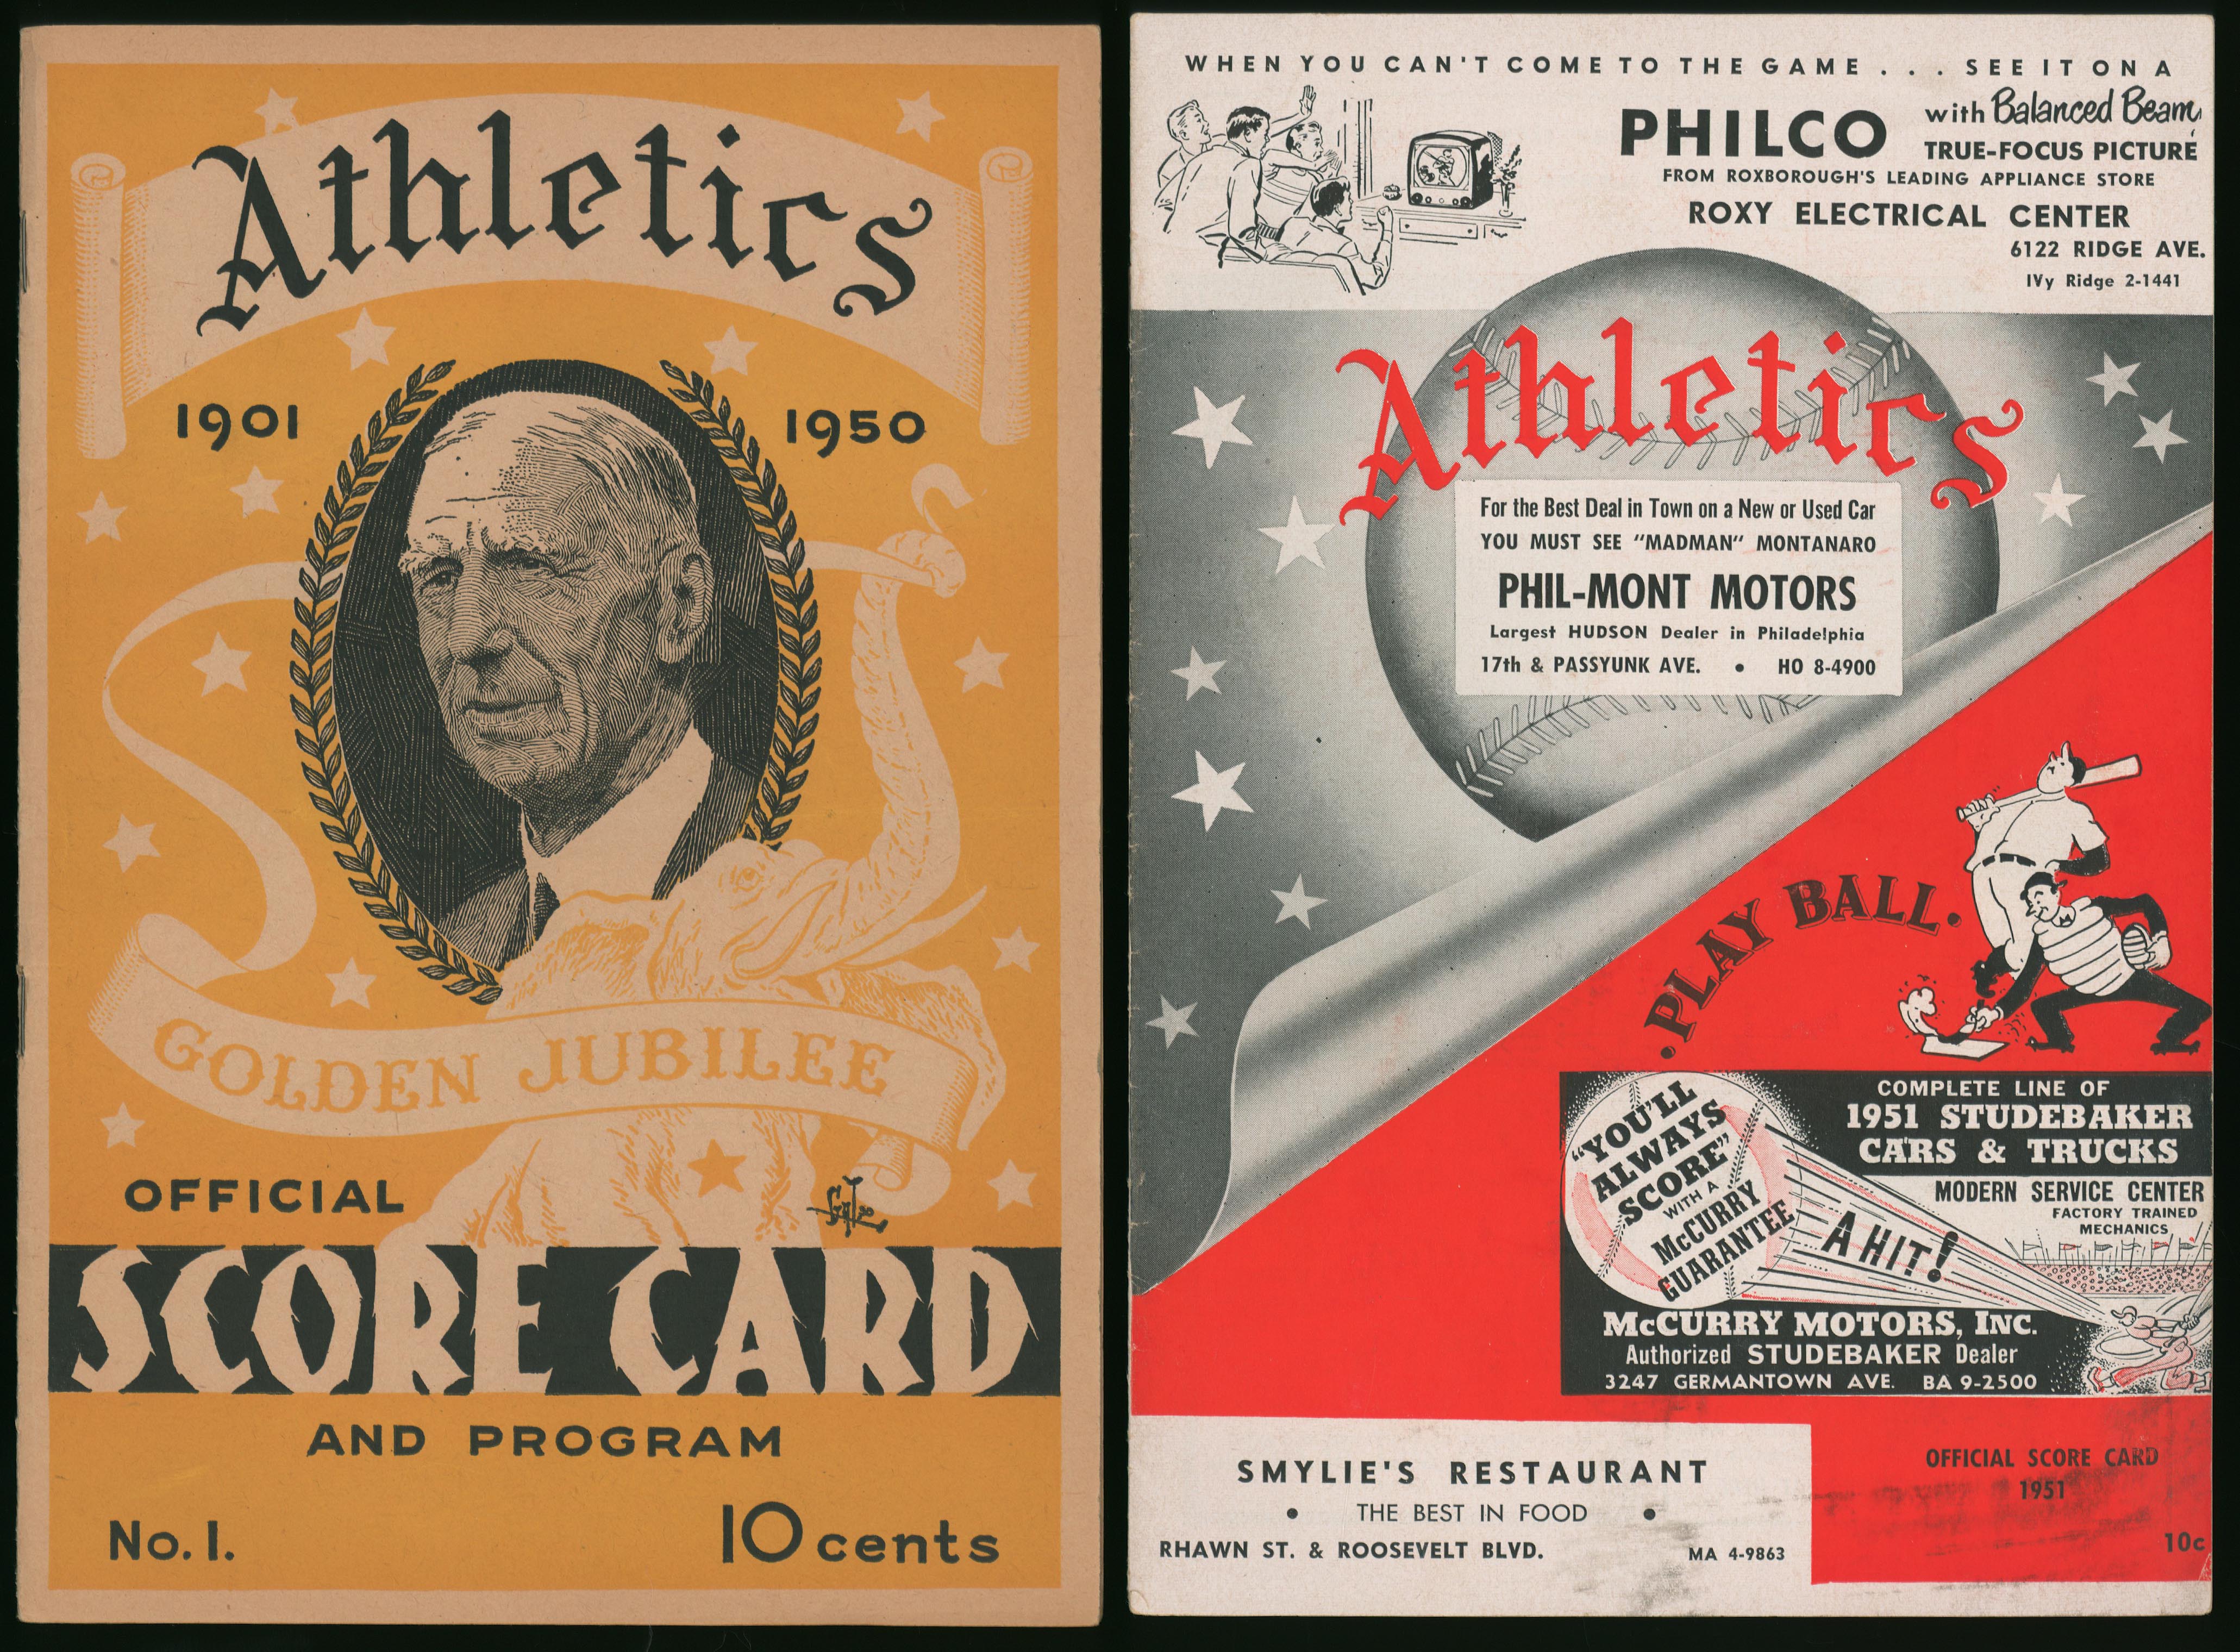 Athletics
1901
1950
GOLDEN JUBILEE
OFFICIAL
SCORE CARD
AND PROGRAM
No. 1.
10 cents
WHEN YOU CAN'T COME TO THE GAME . . . SEE IT ON A
PHILCO
with Balanced Beam
TRUE-FOCUS PICTURE
FROM ROXBOROUGH'S LEADING APPLIANCE STORE
ROXY ELECTRICAL CENTER
6122 RIDGE AVE.
IVy Ridge 2-1441
Athletics
For the Best Deal in Town on a New or Used Car
YOU MUST SEE "MADMAN" MONTANARO
PHIL-MONT MOTORS
Largest HUDSON Dealer in Philadelphia
17th & PASSYUNK AVE. • HO 8-4900
• PLAY BALL •
"YOU'LL
ALWAYS
SCORE"
WITH A
McCURRY
GUARANTEE
A HIT!
COMPLETE LINE OF
1951 STUDEBAKER
CARS & TRUCKS
MODERN SERVICE CENTER
FACTORY TRAINED
MECHANICS
McCURRY MOTORS, INC.
Authorized STUDEBAKER Dealer
3247 GERMANTOWN AVE. BA 9-2500
SMYLIE'S RESTAURANT
• THE BEST IN FOOD •
RHAWN ST. & ROOSEVELT BLVD. MA 4-9863
OFFICIAL SCORE CARD
1951
10c